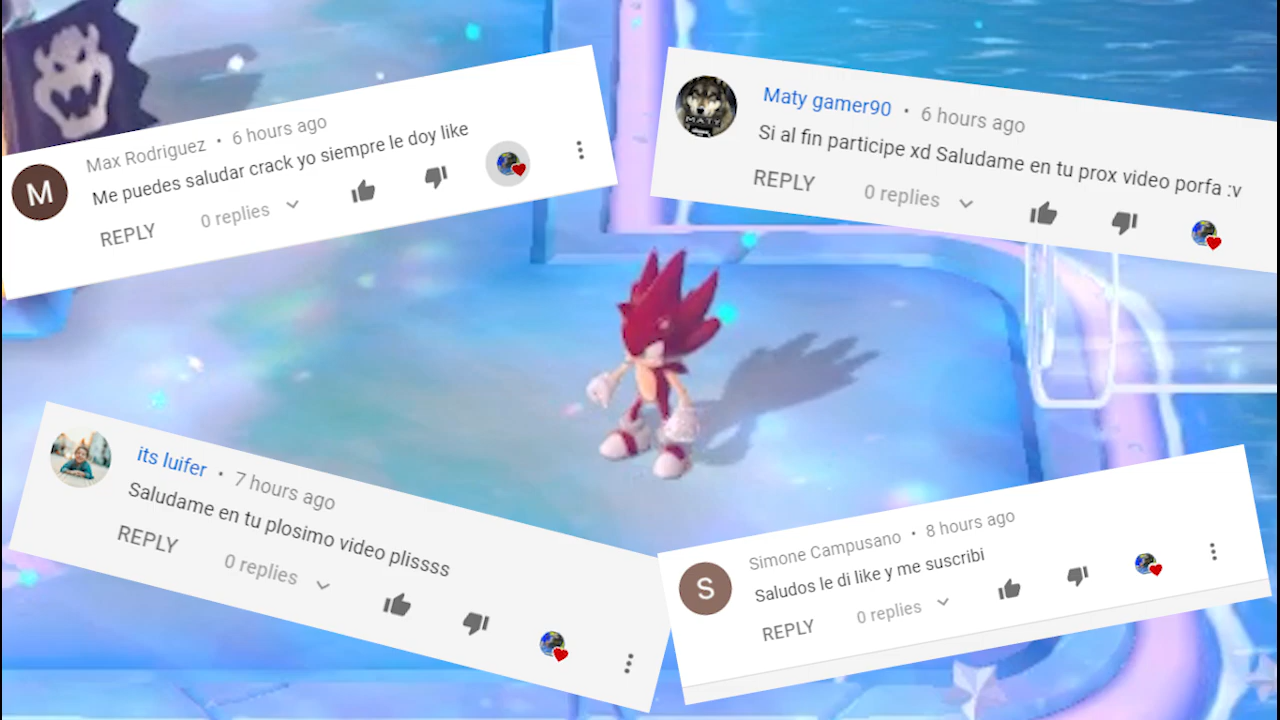 Max Rodriguez • 6 hours ago
Me puedes saludar crack yo siempre le doy like
REPLY 0 replies
M
Maty gamer90 • 6 hours ago
Si al fin participe xd Saludame en tu prox video porfa :v
REPLY 0 replies
MATY
its luifer • 7 hours ago
Saludame en tu plosimo video plissss
REPLY 0 replies
Simone Campusano • 8 hours ago
Saludos le di like y me suscribi
REPLY 0 replies
S